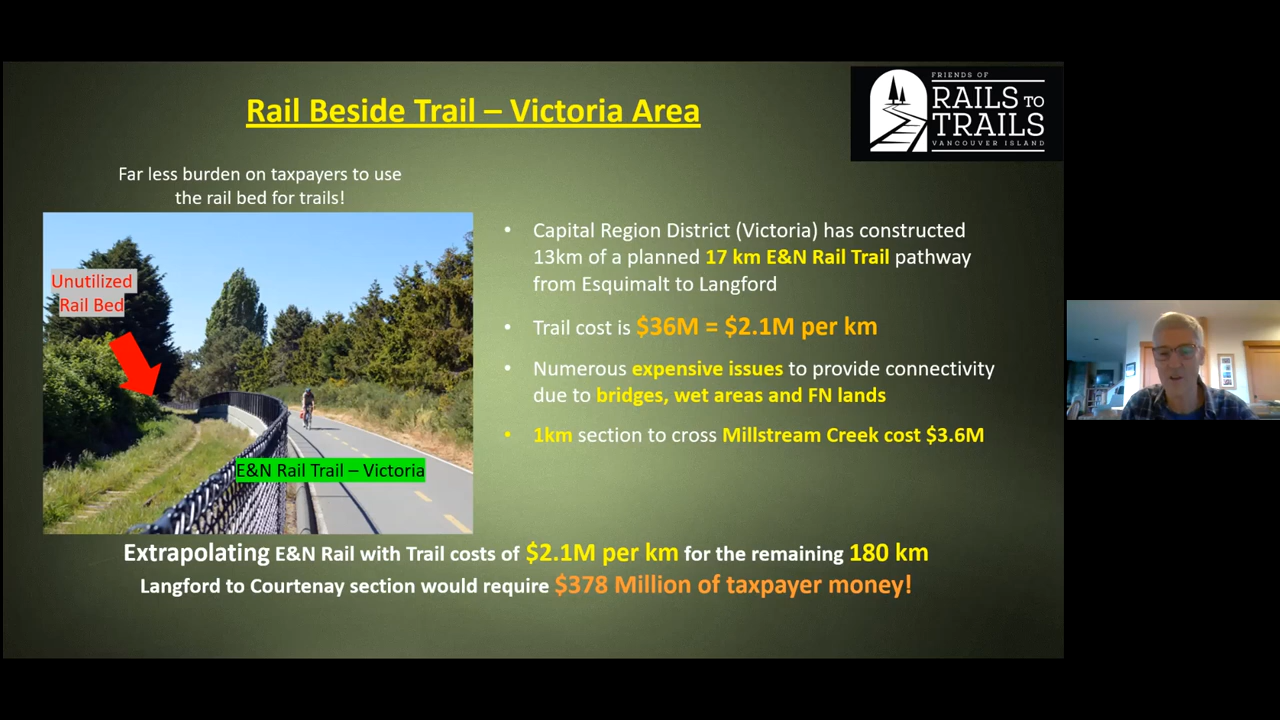 Rail Beside Trail – Victoria Area
FRIENDS OF
RAILS TO
TRAILS
VANCOUVER ISLAND
Far less burden on taxpayers to use
the rail bed for trails!
Unutilized
Rail Bed
E&N Rail Trail – Victoria
• Capital Region District (Victoria) has constructed
13km of a planned 17 km E&N Rail Trail pathway
from Esquimalt to Langford
• Trail cost is $36M = $2.1M per km
• Numerous expensive issues to provide connectivity
due to bridges, wet areas and FN lands
• 1km section to cross Millstream Creek cost $3.6M
Extrapolating E&N Rail with Trail costs of $2.1M per km for the remaining 180 km
Langford to Courtenay section would require $378 Million of taxpayer money!